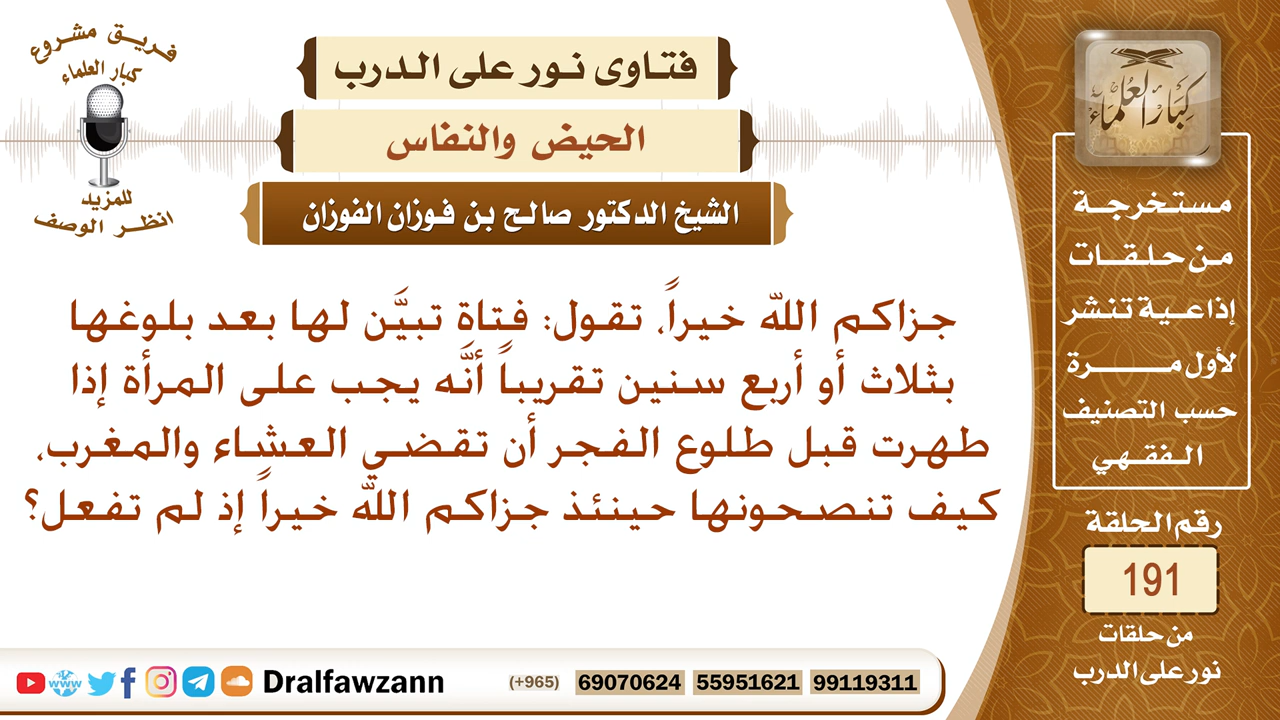 فريق مشروع
كبار العلماء
للمزيد
انظر الوصف
فتاوى نور على الدرب
الحيض والنفاس
الشيخ الدكتور صالح بن فوزان الفوزان
جزاكم الله خيراً، تقول: فتاة تبيَّن لها بعد بلوغها
بثلاث أو أربع سنين تقريباً أنَّه يجب على المرأة إذا
طهرت قبل طلوع الفجر أن تقضي العشاء والمغرب،
كيف تنصحونها حينئذ جزاكم الله خيراً إذ لم تفعل؟
كبار العلماء
مستخرجة
من حلقات
إذاعية تنشر
لأول مرة
حسب التصنيف
الفقهي
رقم الحلقة
191
من حلقات
نور على الدرب
www
Dralfawzann
(+965) 69070624 55951621 99119311